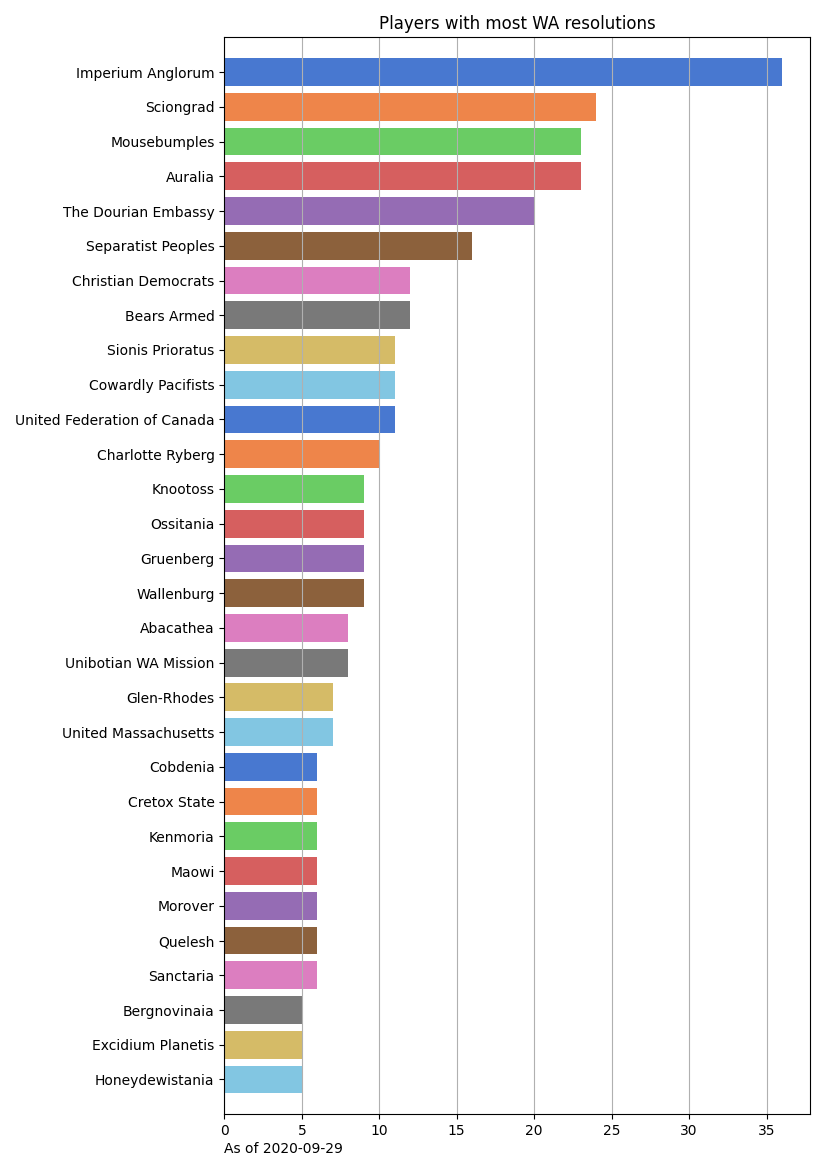 Players with most WA resolutions
Imperium Anglorum
Sciongrad
Mousebumples
Auralia
The Dourian Embassy
Separatist Peoples
Christian Democrats
Bears Armed
Sionis Prioratus
Cowardly Pacifists
United Federation of Canada
Charlotte Ryberg
Knootoss
Ossitania
Gruenberg
Wallenburg
Abacathea
Unibotian WA Mission
Glen-Rhodes
United Massachusetts
Cobdenia
Cretox State
Kenmoria
Maowi
Morover
Quelesh
Sanctaria
Bergnovinaia
Excidium Planetis
Honeydewistania
0 5 10 15 20 25 30 35
As of 2020-09-29